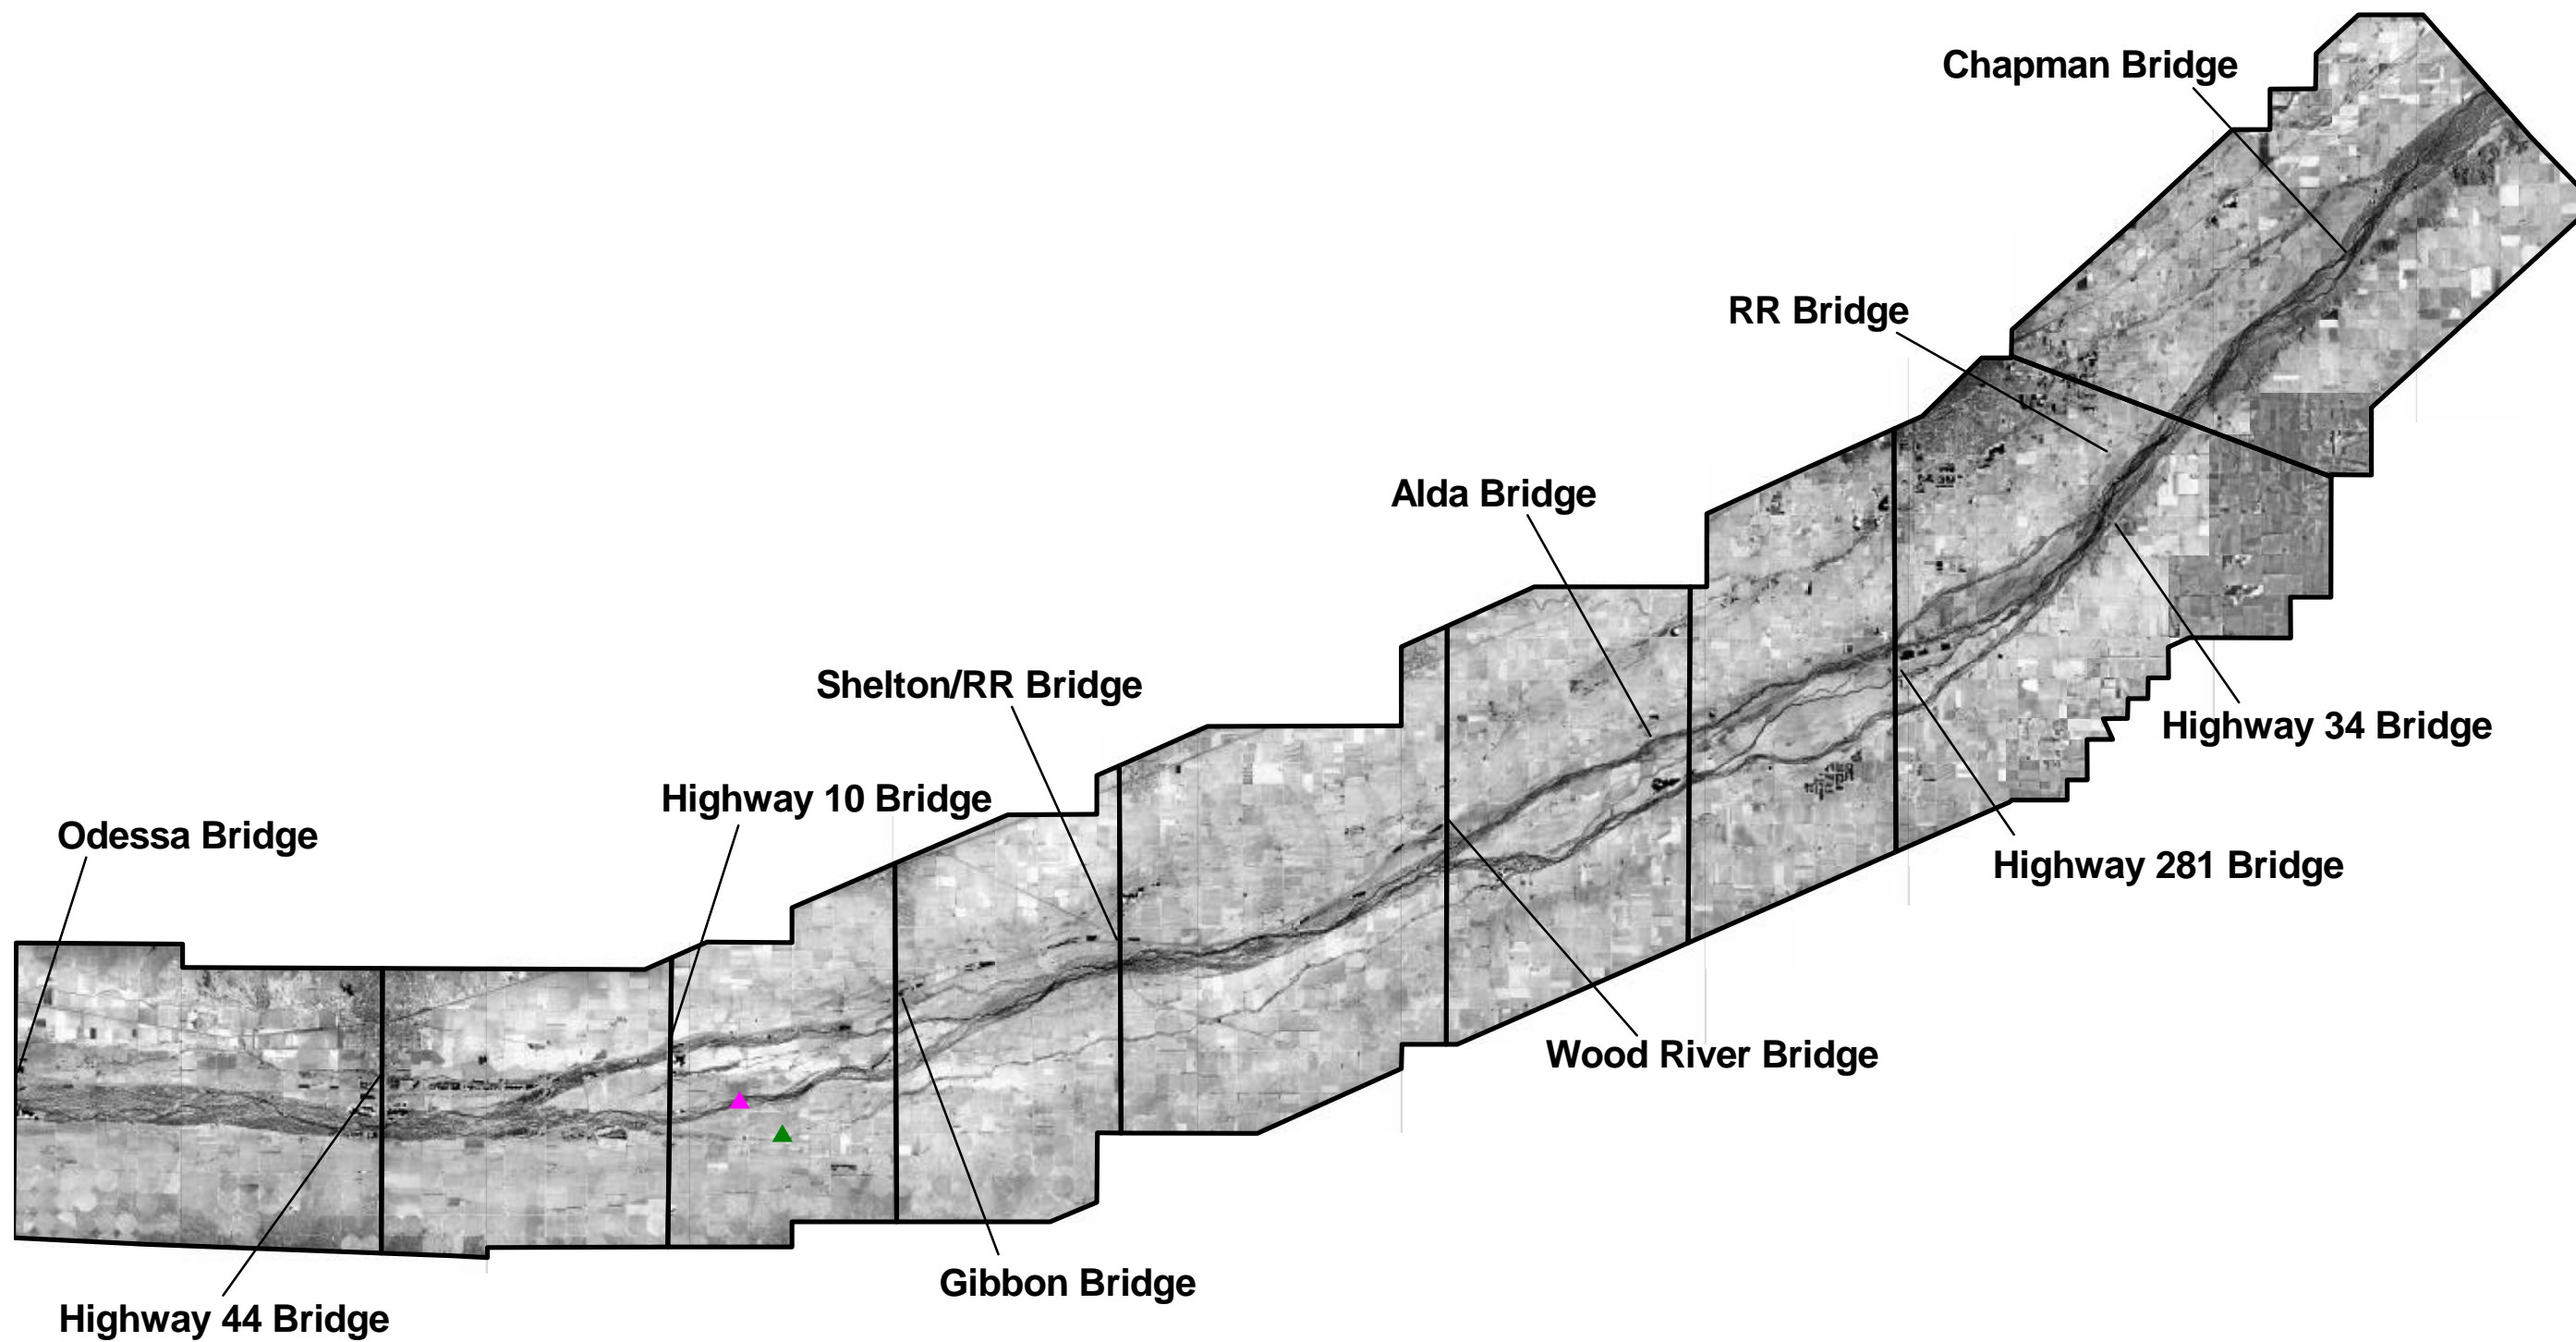 Chapman Bridge
RR Bridge
Alda Bridge
Shelton/RR Bridge
Highway 34 Bridge
Highway 10 Bridge
Odessa Bridge
Highway 281 Bridge
Wood River Bridge
Gibbon Bridge
Highway 44 Bridge